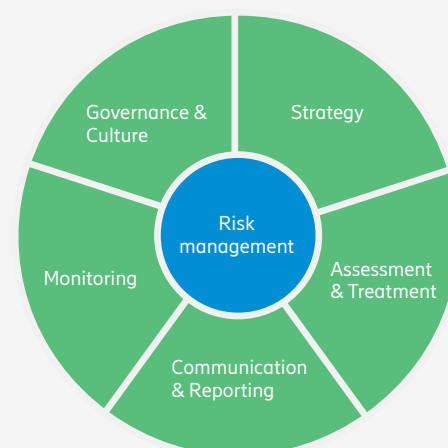 Governance &
Culture
Strategy
Risk
management
Monitoring
Assessment
& Treatment
Communication
& Reporting